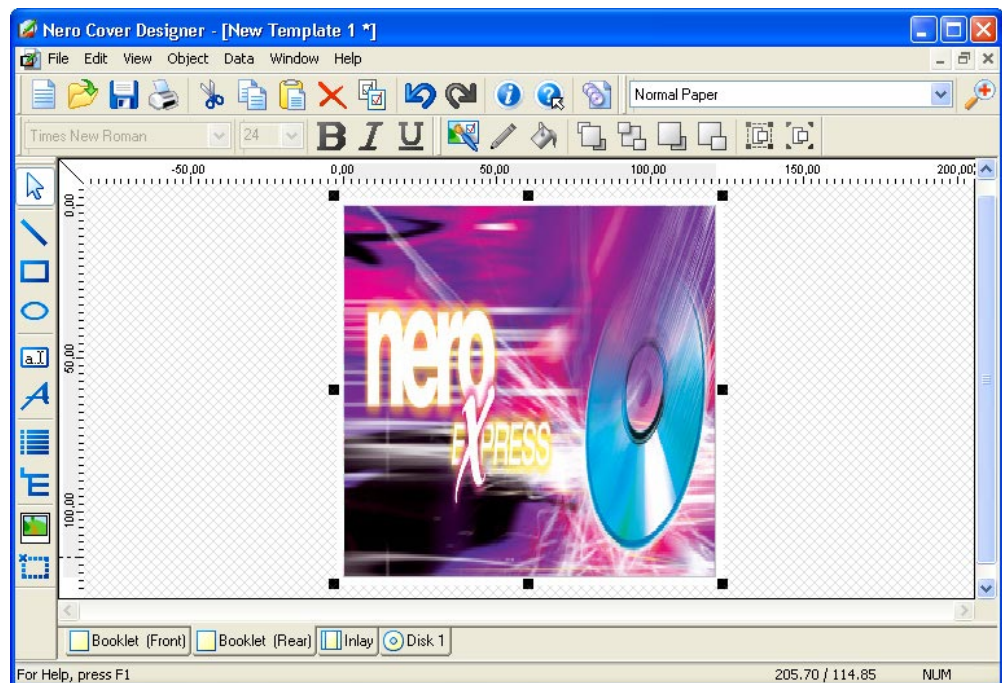 Nero Cover Designer - [New Template 1 *]
File Edit View Object Data Window Help
Normal Paper
Times New Roman 24 B I U
-50,00 0,00 50,00 100,00 150,00 200,00
0,00
50,00
100,00
a.I
A
E
nero
EXPRESS
Booklet (Front) Booklet (Rear) Inlay Disk 1
For Help, press F1 205.70 / 114.85 NUM